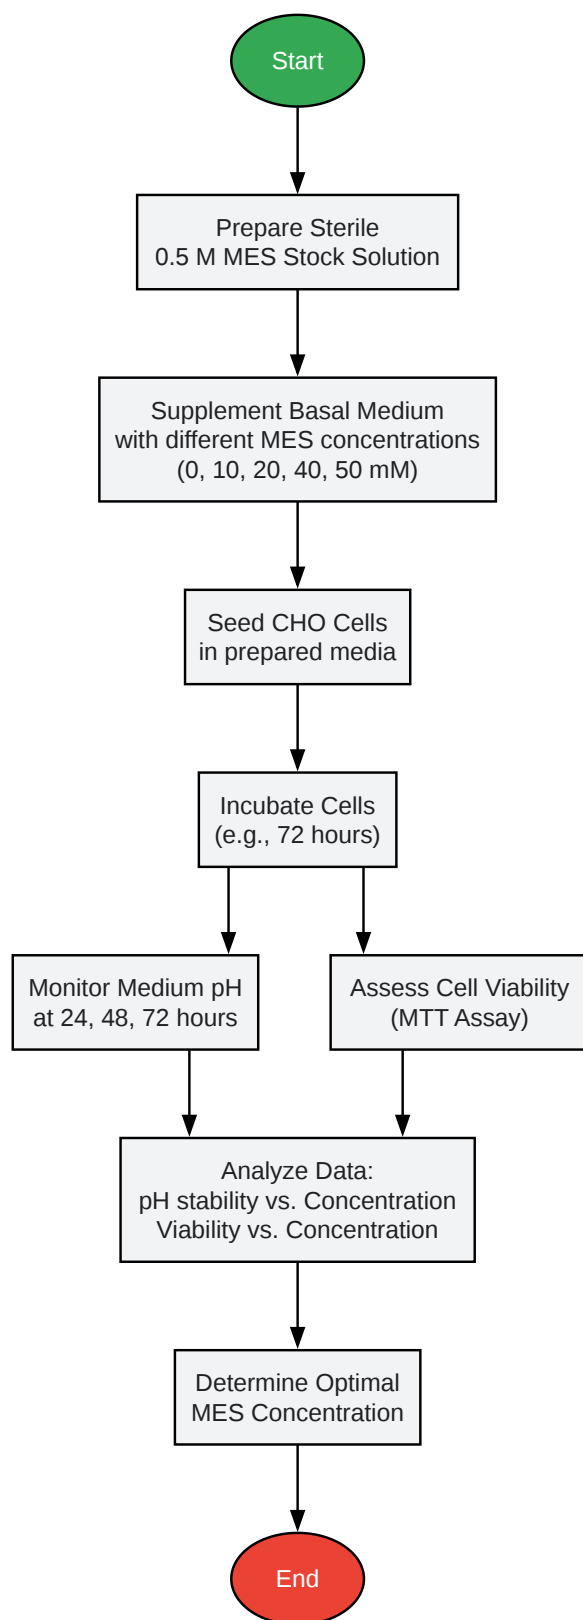 Start
Prepare Sterile
0.5 M MES Stock Solution
Supplement Basal Medium
with different MES concentrations
(0, 10, 20, 40, 50 mM)
Seed CHO Cells
in prepared media
Incubate Cells
(e.g., 72 hours)
Monitor Medium pH
at 24, 48, 72 hours
Assess Cell Viability
(MTT Assay)
Analyze Data:
pH stability vs. Concentration
Viability vs. Concentration
Determine Optimal
MES Concentration
End